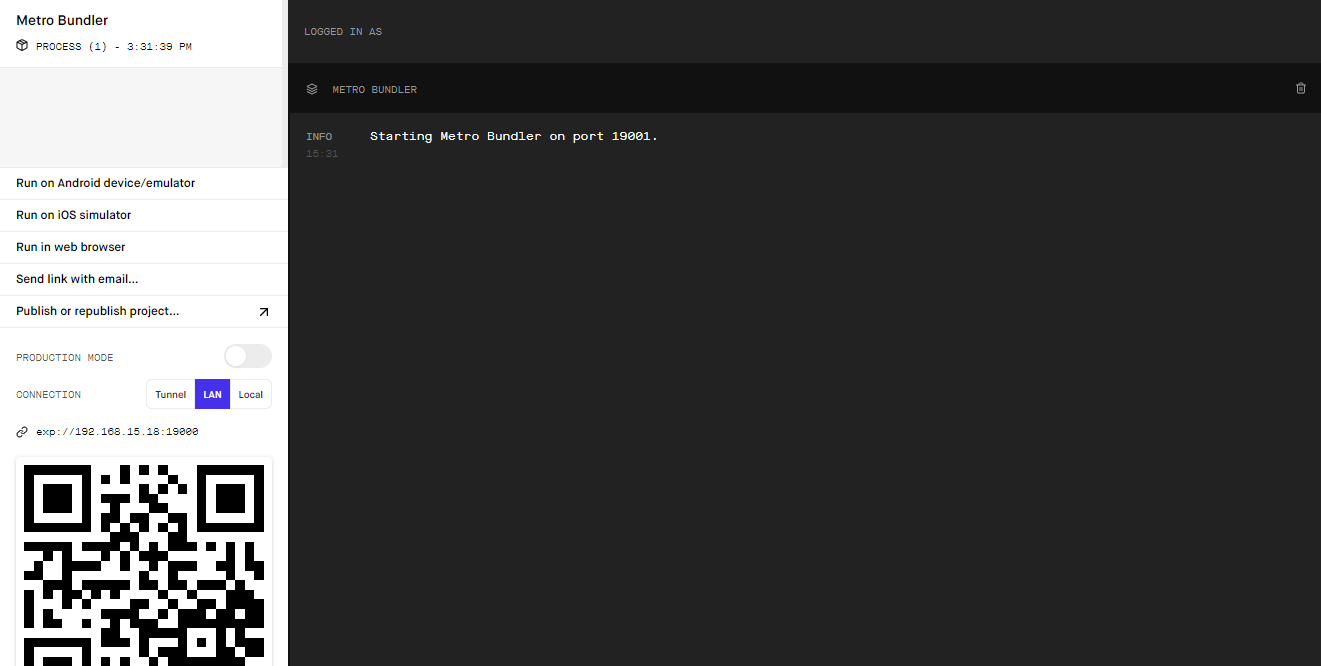 Metro Bundler
PROCESS (1) - 3:31:39 PM
Run on Android device/emulator
Run on iOS simulator
Run in web browser
Send link with email...
Publish or republish project...
PRODUCTION MODE
CONNECTION
Tunnel
LAN
Local
exp://192.168.15.18:19000
LOGGED IN AS
METRO BUNDLER
INFO
Starting Metro Bundler on port 19001.
15:31